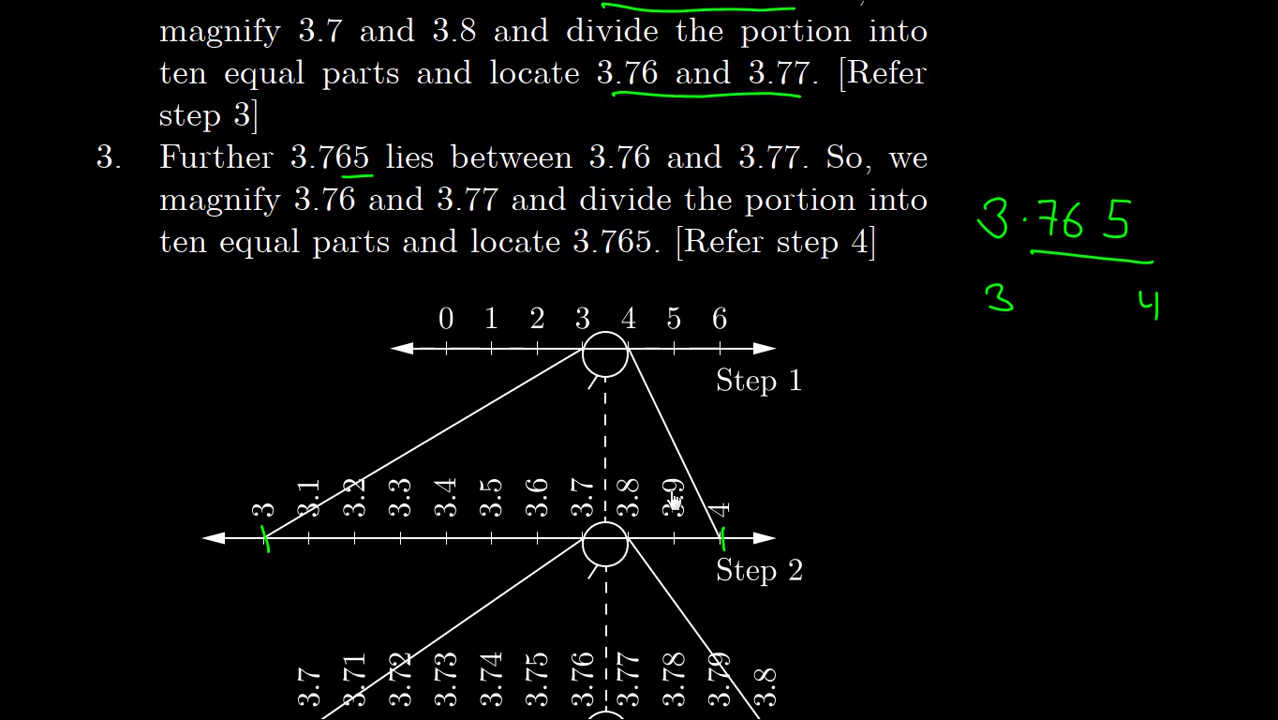 magnify 3.7 and 3.8 and divide the portion into
ten equal parts and locate 3.76 and 3.77. [Refer
step 3]
3. Further 3.765 lies between 3.76 and 3.77. So, we
magnify 3.76 and 3.77 and divide the portion into
ten equal parts and locate 3.765. [Refer step 4]
3.765
3 4
0 1 2 3 4 5 6
Step 1
3 3.1 3.2 3.3 3.4 3.5 3.6 3.7 3.8 3.9 4
Step 2
3.7 3.71 3.72 3.73 3.74 3.75 3.76 3.77 3.78 3.79 3.8